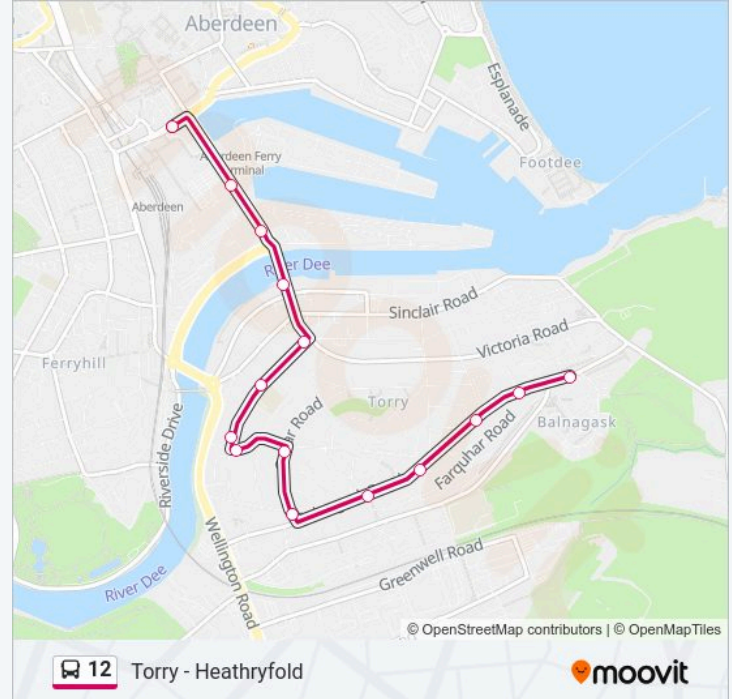 Aberdeen
Esplanade
Footdee
Aberdeen Ferry
Terminal
Aberdeen
River Dee
Sinclair Road
Victoria Road
Ferryhill
Torry
Road
Balnagask
Farquhar Road
Riverside Drive
Wellington Road
Greenwell Road
River Dee
© OpenStreetMap contributors | © OpenMapTiles
12 Torry - Heathryfold
moovit